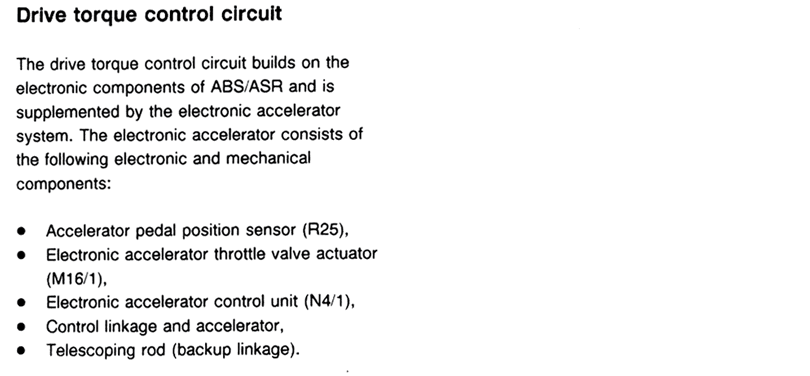 Drive torque control circuit
The drive torque control circuit builds on the
electronic components of ABS/ASR and is
supplemented by the electronic accelerator
system. The electronic accelerator consists of
the following electronic and mechanical
components:
● Accelerator pedal position sensor (R25),
● Electronic accelerator throttle valve actuator
(M16/1),
● Electronic accelerator control unit (N4/1),
● Control linkage and accelerator,
● Telescoping rod (backup linkage).